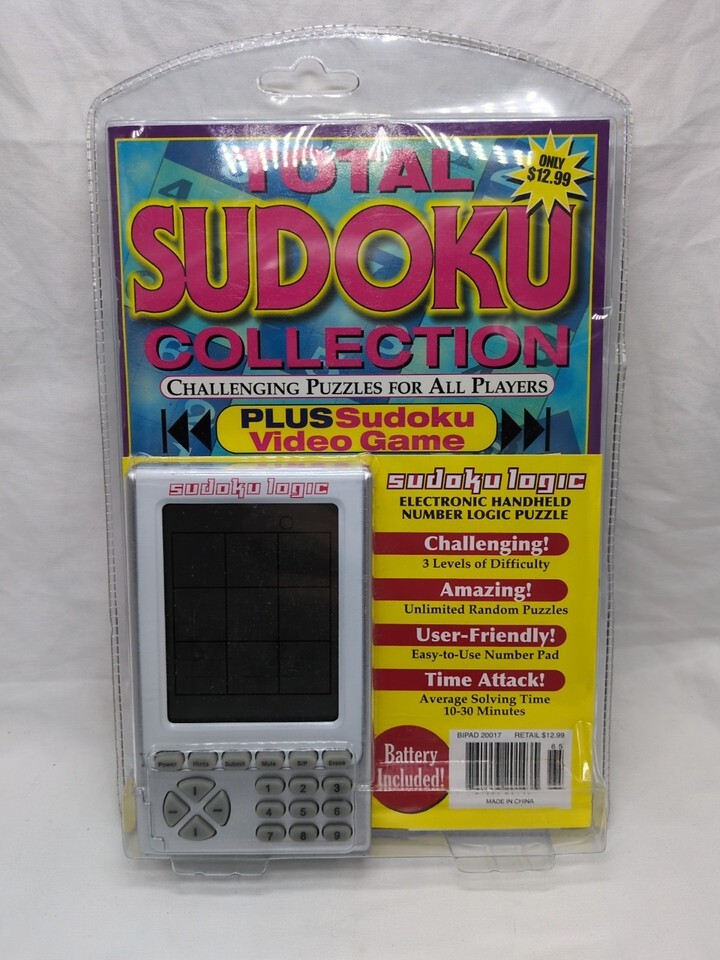 TOTAL
ONLY
$12.99
SUDOKU
COLLECTION
CHALLENGING PUZZLES FOR ALL PLAYERS
PLUS Sudoku
Video Game
sudoku logic
sudoku logic
ELECTRONIC HANDHELD
NUMBER LOGIC PUZZLE
Challenging!
3 Levels of Difficulty
Amazing!
Unlimited Random Puzzles
User-Friendly!
Easy-to-Use Number Pad
Time Attack!
Average Solving Time
10-30 Minutes
Battery
Included!
BIPAD 20017 RETAIL $12.99
65
MADE IN CHINA
Power Hints Submit Mute S/P Erase
1 2 3
4 5 6
7 8 9